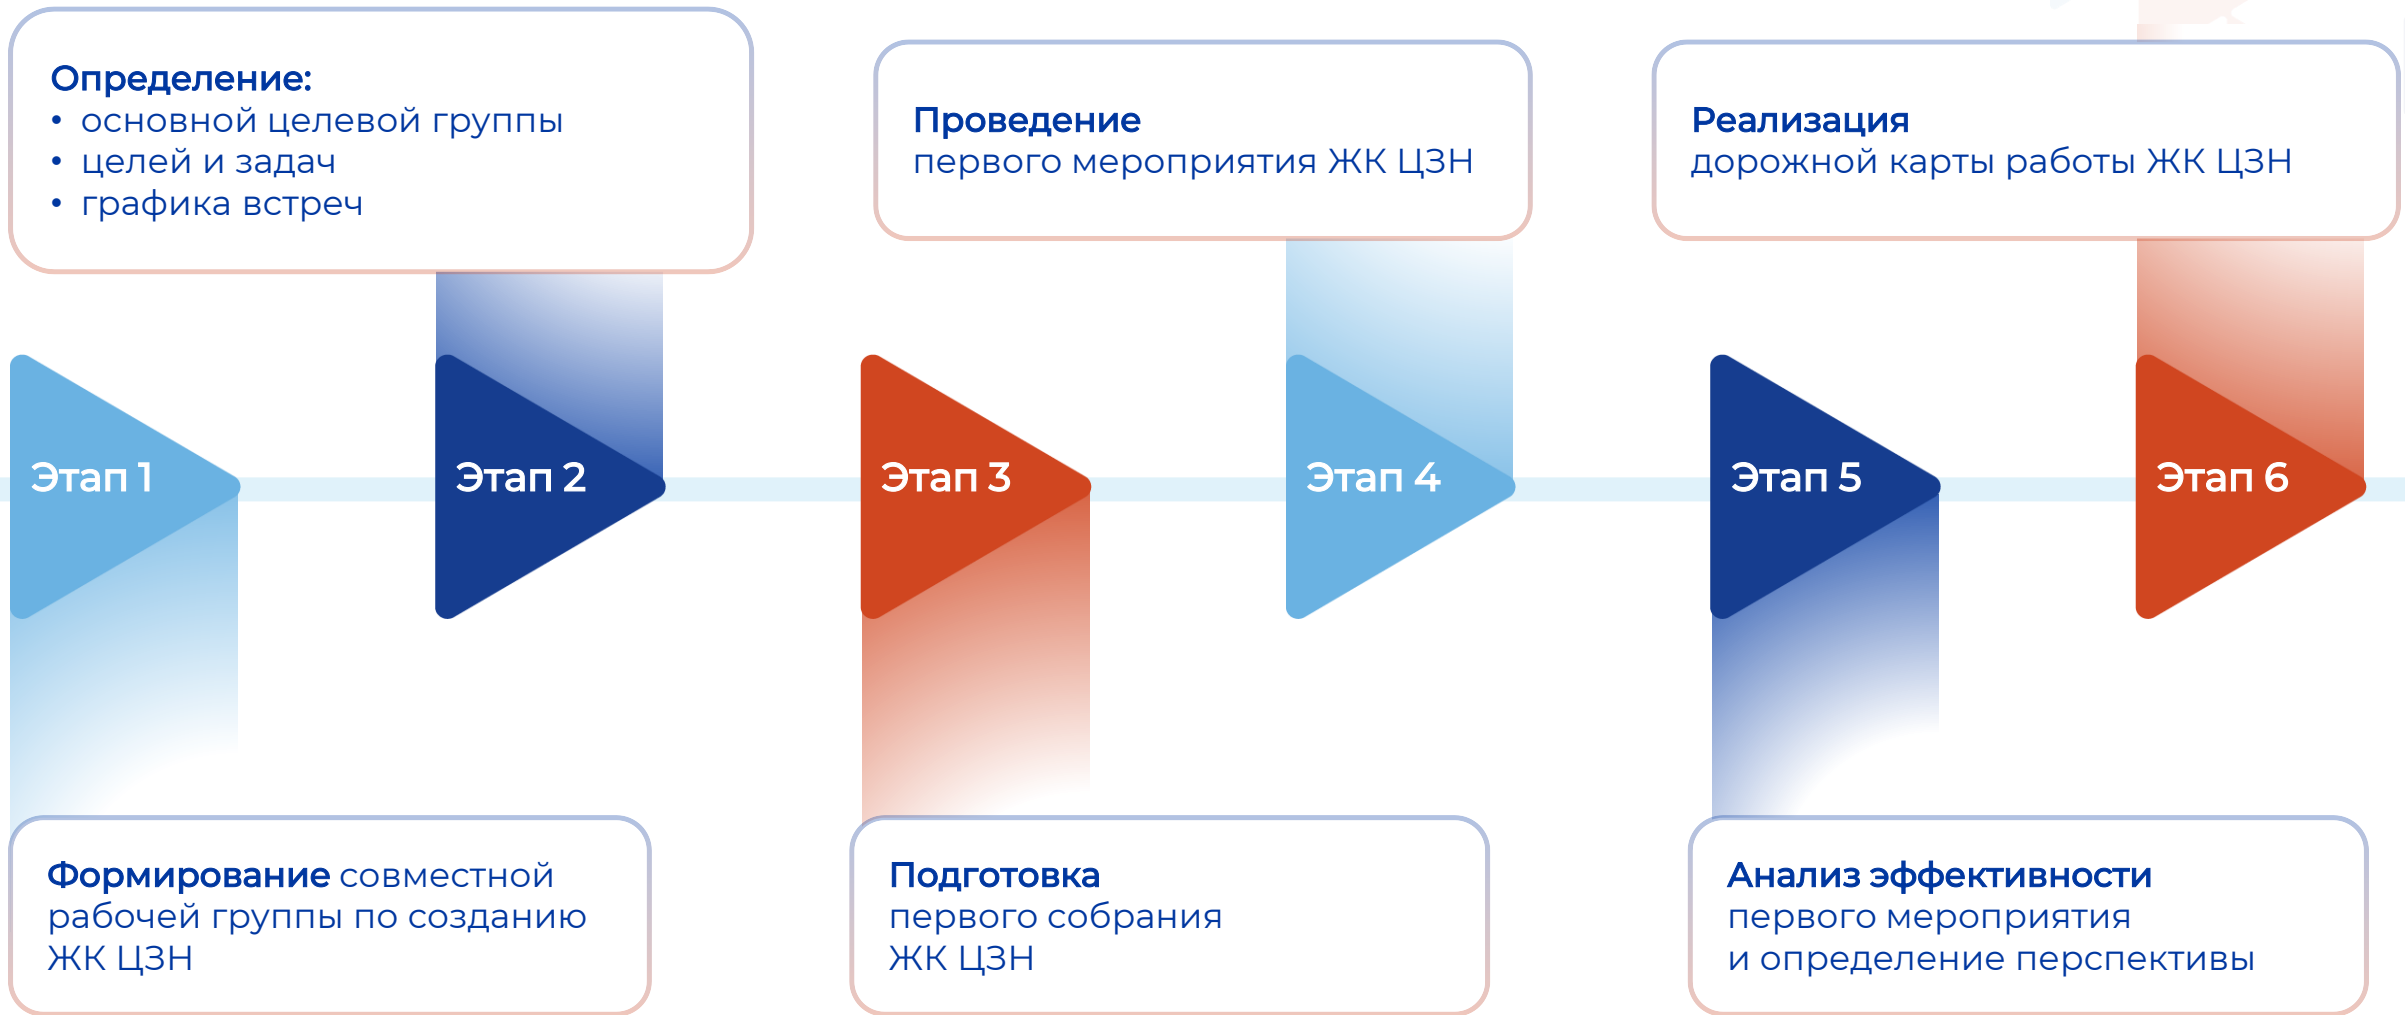 Определение:
• основной целевой группы
• целей и задач
• графика встреч
Проведение
первого мероприятия ЖК ЦЗН
Реализация
дорожной карты работы ЖК ЦЗН
Этап 1
Этап 2
Этап 3
Этап 4
Этап 5
Этап 6
Формирование совместной
рабочей группы по созданию
ЖК ЦЗН
Подготовка
первого собрания
ЖК ЦЗН
Анализ эффективности
первого мероприятия
и определение перспективы